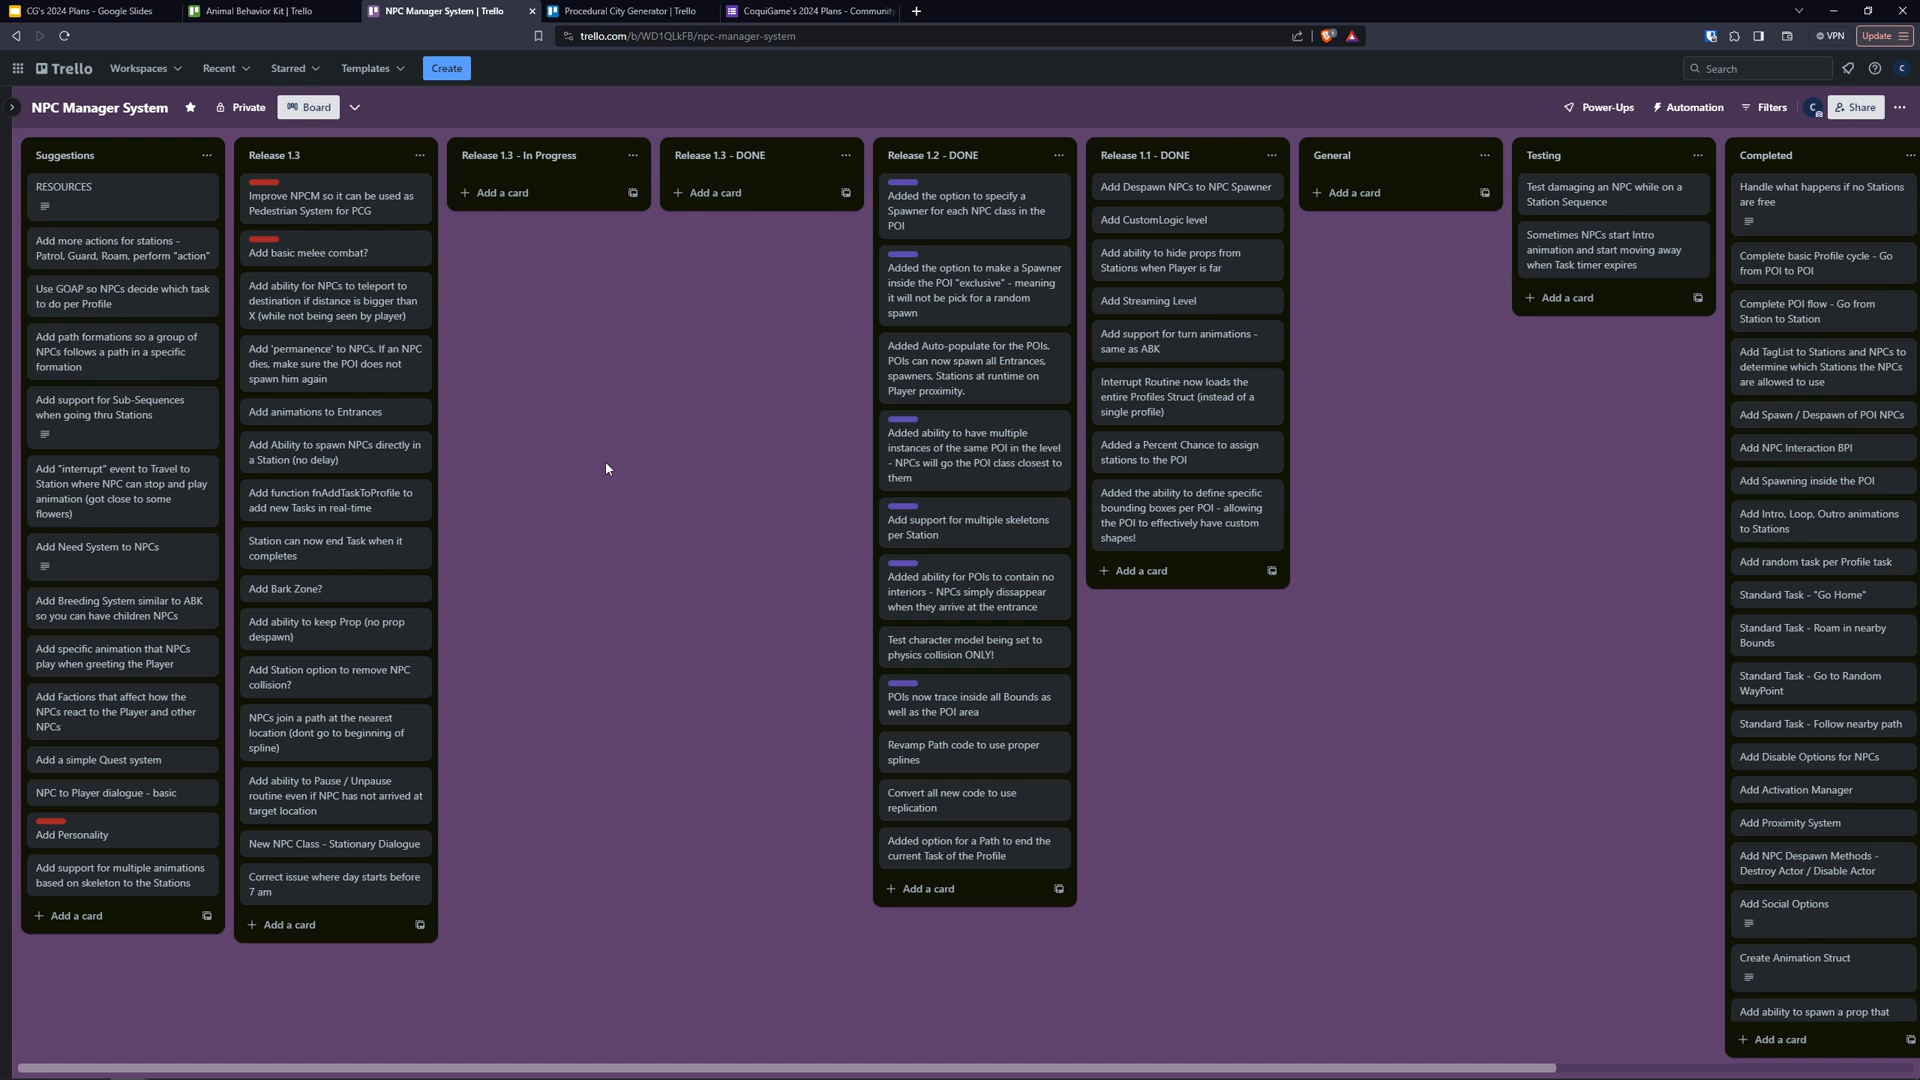 CG's 2024 Plans - Google Slides
Animal Behavior Kit | Trello
NPC Manager System | Trello
Procedural City Generator | Trello
CoquiGame's 2024 Plans - Community
trello.com/b/WD1QLkFB/npc-manager-system
VPN
Update
Trello
Workspaces
Recent
Starred
Templates
Create
Search
C
NPC Manager System
Private
Board
Power-Ups
Automation
Filters
C
Share
Suggestions
RESOURCES
Add more actions for stations -
Patrol, Guard, Roam, perform "action"
Use GOAP so NPCs decide which task
to do per Profile
Add path formations so a group of
NPCs follows a path in a specific
formation
Add support for Sub-Sequences
when going thru Stations
Add "interrupt" event to Travel to
Station where NPC can stop and play
animation (got close to some
flowers)
Add Need System to NPCs
Add Breeding System similar to ABK
so you can have children NPCs
Add specific animation that NPCs
play when greeting the Player
Add Factions that affect how the
NPCs react to the Player and other
NPCs
Add a simple Quest system
NPC to Player dialogue - basic
Add Personality
Add support for multiple animations
based on skeleton to the Stations
Add a card
Release 1.3
Improve NPCM so it can be used as
Pedestrian System for PCG
Add basic melee combat?
Add ability for NPCs to teleport to
destination if distance is bigger than
X (while not being seen by player)
Add 'permanence' to NPCs. If an NPC
dies, make sure the POI does not
spawn him again
Add animations to Entrances
Add Ability to spawn NPCs directly in
a Station (no delay)
Add function fnAddTaskToProfile to
add new Tasks in real-time
Station can now end Task when it
completes
Add Bark Zone?
Add ability to keep Prop (no prop
despawn)
Add Station option to remove NPC
collision?
NPCs join a path at the nearest
location (dont go to beginning of
spline)
Add ability to Pause / Unpause
routine even if NPC has not arrived at
target location
New NPC Class - Stationary Dialogue
Correct issue where day starts before
7 am
Add a card
Release 1.3 - In Progress
Add a card
Release 1.3 - DONE
Add a card
Release 1.2 - DONE
Added the option to specify a
Spawner for each NPC class in the
POI
Added the option to make a Spawner
inside the POI "exclusive" - meaning
it will not be pick for a random
spawn
Added Auto-populate for the POIs.
POIs can now spawn all Entrances,
spawners, Stations at runtime on
Player proximity.
Added ability to have multiple
instances of the same POI in the level
- NPCs will go the POI class closest to
them
Add support for multiple skeletons
per Station
Added ability for POIs to contain no
interiors - NPCs simply dissappear
when they arrive at the entrance
Test character model being set to
physics collision ONLY!
POIs now trace inside all Bounds as
well as the POI area
Revamp Path code to use proper
splines
Convert all new code to use
replication
Added option for a Path to end the
current Task of the Profile
Add a card
Release 1.1 - DONE
Add Despawn NPCs to NPC Spawner
Add CustomLogic level
Add ability to hide props from
Stations when Player is far
Add Streaming Level
Add support for turn animations -
same as ABK
Interrupt Routine now loads the
entire Profiles Struct (instead of a
single profile)
Added a Percent Chance to assign
stations to the POI
Added the ability to define specific
bounding boxes per POI - allowing
the POI to effectively have custom
shapes!
Add a card
General
Add a card
Testing
Test damaging an NPC while on a
Station Sequence
Sometimes NPCs start Intro
animation and start moving away
when Task timer expires
Add a card
Completed
Handle what happens if no Stations
are free
Complete basic Profile cycle - Go
from POI to POI
Complete POI flow - Go from
Station to Station
Add TagList to Stations and NPCs to
determine which Stations the NPCs
are allowed to use
Add Spawn / Despawn of POI NPCs
Add NPC Interaction BPI
Add Spawning inside the POI
Add Intro, Loop, Outro animations
to Stations
Add random task per Profile task
Standard Task - "Go Home"
Standard Task - Roam in nearby
Bounds
Standard Task - Go to Random
WayPoint
Standard Task - Follow nearby path
Add Disable Options for NPCs
Add Activation Manager
Add Proximity System
Add NPC Despawn Methods -
Destroy Actor / Disable Actor
Add Social Options
Create Animation Struct
Add ability to spawn a prop that
Add a card